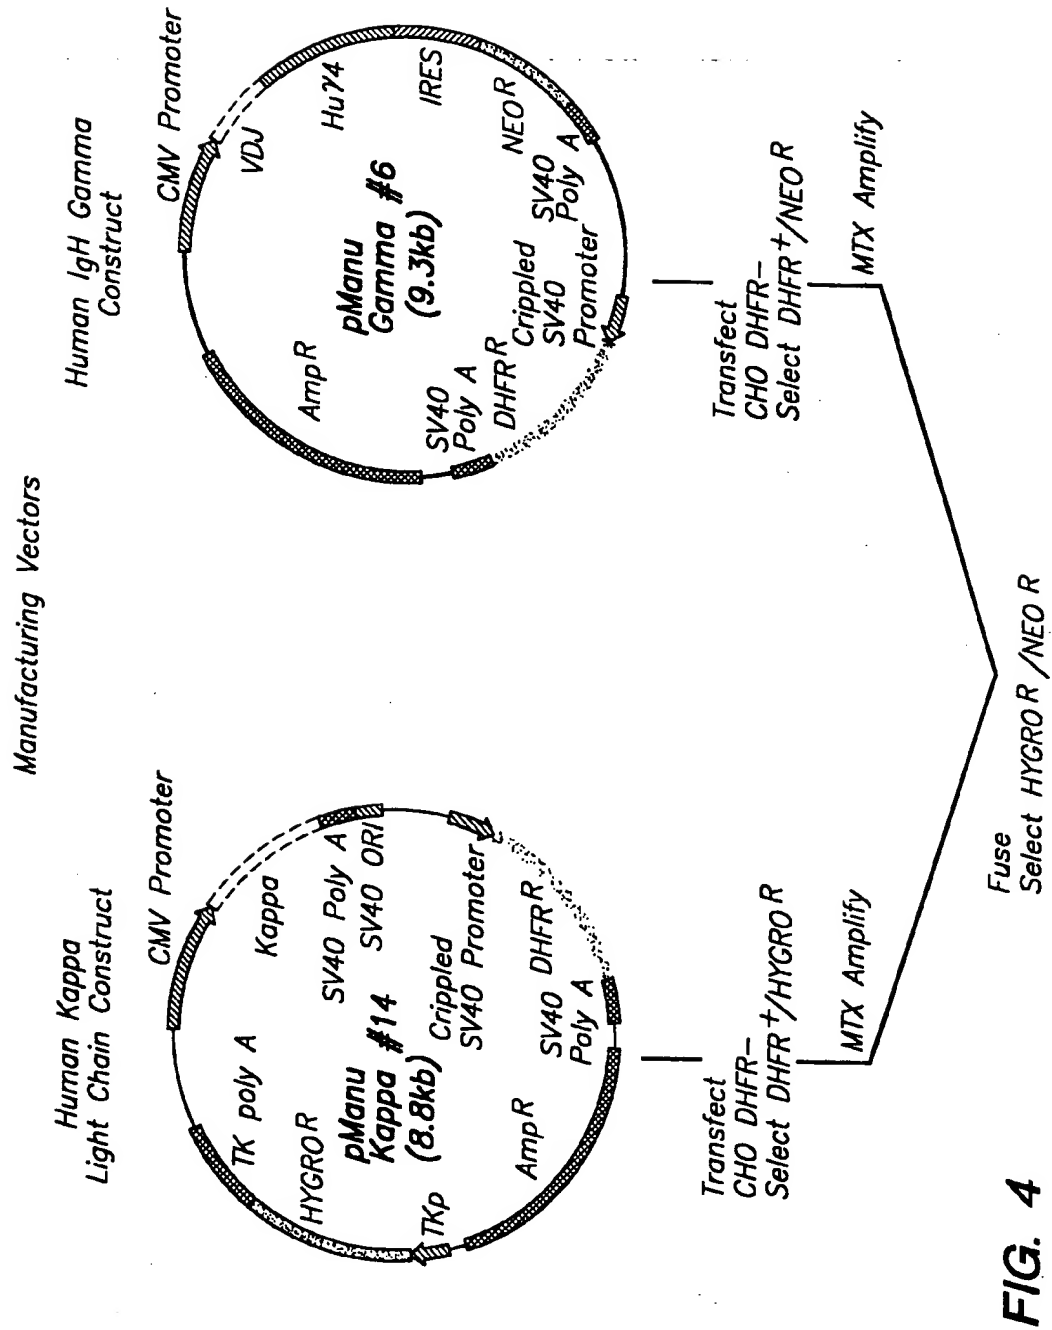 Manufacturing Vectors
Human Kappa
Light Chain Construct
CMV Promoter
Kappa
SV40 Poly A
SV40 ORI
Crippled
SV40 Promoter
DHFR R
SV40
Poly A
AmpR
TKp
HYGRO R
TK poly A
pManu
Kappa #14
(8.8kb)
Transfect
CHO DHFR-
Select DHFR+/HYGRO R
MTX Amplify
Human IgH Gamma
Construct
CMV Promoter
VDJ
Huγ4
IRES
NEO R
SV40
Poly A
Crippled
SV40
Promoter
DHFR R
SV40
Poly A
AmpR
pManu
Gamma #6
(9.3kb)
Transfect
CHO DHFR-
Select DHFR+/NEO R
MTX Amplify
Fuse
Select HYGRO R /NEO R
FIG. 4